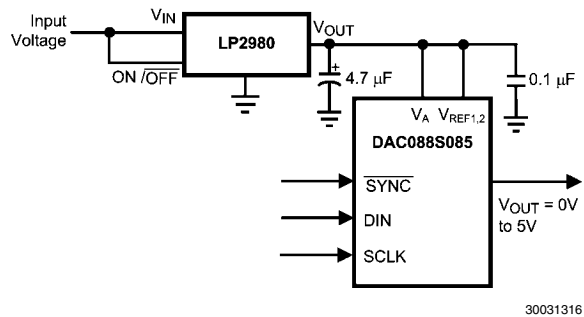 Input
Voltage
VIN
ON /OFF
LP2980
VOUT
4.7 µF
0.1 µF
VA VREF1,2
DAC088S085
SYNC
DIN
SCLK
VOUT = 0V
to 5V
30031316